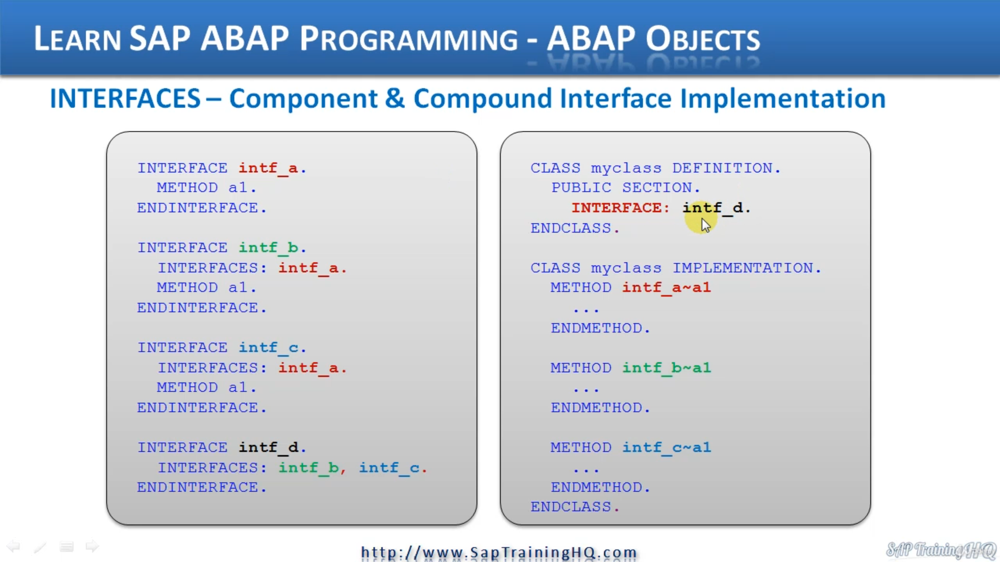 LEARN SAP ABAP PROGRAMMING - ABAP OBJECTS
INTERFACES – Component & Compound Interface Implementation
INTERFACE intf_a.
METHOD a1.
ENDINTERFACE.
INTERFACE intf_b.
INTERFACES: intf_a.
METHOD a1.
ENDINTERFACE.
INTERFACE intf_c.
INTERFACES: intf_a.
METHOD a1.
ENDINTERFACE.
INTERFACE intf_d.
INTERFACES: intf_b, intf_c.
ENDINTERFACE.
CLASS myclass DEFINITION.
PUBLIC SECTION.
INTERFACE: intf_d.
ENDCLASS.
CLASS myclass IMPLEMENTATION.
METHOD intf_a~a1
...
ENDMETHOD.
METHOD intf_b~a1
...
ENDMETHOD.
METHOD intf_c~a1
...
ENDMETHOD.
ENDCLASS.
http://www.SapTrainingHQ.com
SAP TrainingHQ